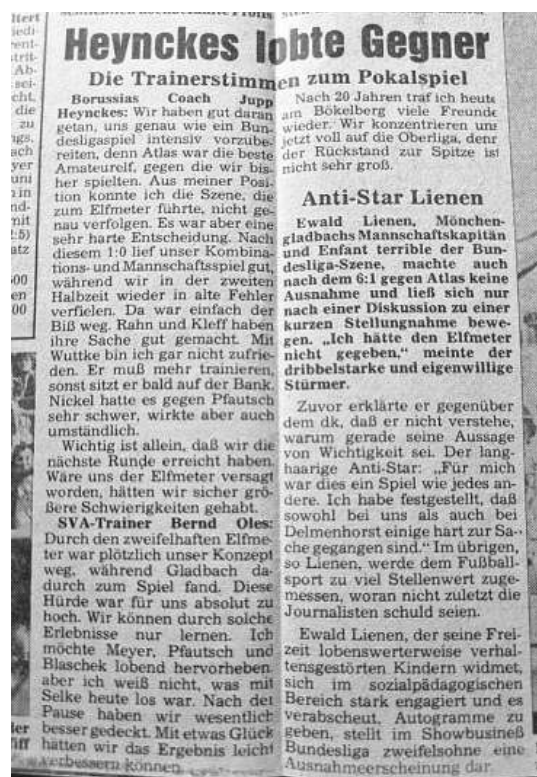 Heynckes lobte Gegner
Die Trainerstimmen zum Pokalspiel
Borussias Coach Jupp
Heynckes: Wir haben gut daran
getan, uns genau wie ein Bun-
desligaspiel intensiv vorzube-
reiten, denn Atlas war die beste
Amateurelf, gegen die wir bis-
her spielten. Aus meiner Posi-
tion konnte ich die Szene, die
zum Elfmeter führte, nicht ge-
nau verfolgen. Es war aber eine
sehr harte Entscheidung. Nach
diesem 1:0 lief unser Kombina-
tions- und Mannschaftsspiel gut,
während wir in der zweiten
Halbzeit wieder in alte Fehler
verfielen. Da war einfach der
Biß weg. Rahn und Kleff haben
ihre Sache gut gemacht. Mit
Wuttke bin ich gar nicht zufrie-
den. Er muß mehr trainieren,
sonst sitzt er bald auf der Bank.
Nickel hatte es gegen Pfautsch
sehr schwer, wirkte aber auch
umständlich.
Wichtig ist allein, daß wir die
nächste Runde erreicht haben.
Wäre uns der Elfmeter versagt
worden, hätten wir sicher grö-
ßere Schwierigkeiten gehabt.
SVA-Trainer Bernd Oles:
Durch den zweifelhaften Elfme-
ter war plötzlich unser Konzept
weg, während Gladbach da-
durch zum Spiel fand. Diese
Hürde war für uns absolut zu
hoch. Wir können durch solche
Erlebnisse nur lernen. Ich
möchte Meyer, Pfautsch und
Blaschek lobend hervorheben,
aber ich weiß nicht, was mit
Selke heute los war. Nach der
Pause haben wir wesentlich
besser gedeckt. Mit etwas Glück
hätten wir das Ergebnis leicht
verbessern können.
Nach 20 Jahren traf ich heute
am Bökelberg viele Freunde
wieder. Wir konzentrieren uns
jetzt voll auf die Oberliga, denn
der Rückstand zur Spitze ist
nicht sehr groß.
Anti-Star Lienen
Ewald Lienen, Mönchen-
gladbachs Mannschaftskapitän
und Enfant terrible der Bun-
desliga-Szene, machte auch
nach dem 6:1 gegen Atlas keine
Ausnahme und ließ sich nur
nach einer Diskussion zu einer
kurzen Stellungnahme bewe-
gen. „Ich hätte den Elfmeter
nicht gegeben,“ meinte der
dribbelstarke und eigenwillige
Stürmer.
Zuvor erklärte er gegenüber
dem dk, daß er nicht verstehe,
warum gerade seine Aussage
von Wichtigkeit sei. Der lang-
haarige Anti-Star: „Für mich
war dies ein Spiel wie jedes an-
dere. Ich habe festgestellt, daß
sowohl bei uns als auch bei
Delmenhorst einige hart zur Sa-
che gegangen sind.“ Im übrigen,
so Lienen, werde dem Fußball-
sport zu viel Stellenwert zuge-
messen, woran nicht zuletzt die
Journalisten schuld seien.
Ewald Lienen, der seine Frei-
zeit lobenswerterweise verhal-
tensgestörten Kindern widmet,
sich im sozialpädagogischen
Bereich stark engagiert und es
verabscheut, Autogramme zu
geben, stellt im Showbusineß
Bundesliga zweifelsohne eine
Ausnahmeerscheinung dar.